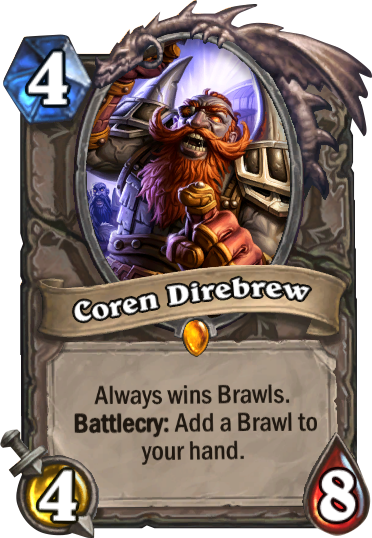 4
Coren Direbrew
Always wins Brawls.
Battlecry: Add a Brawl to
your hand.
4
8